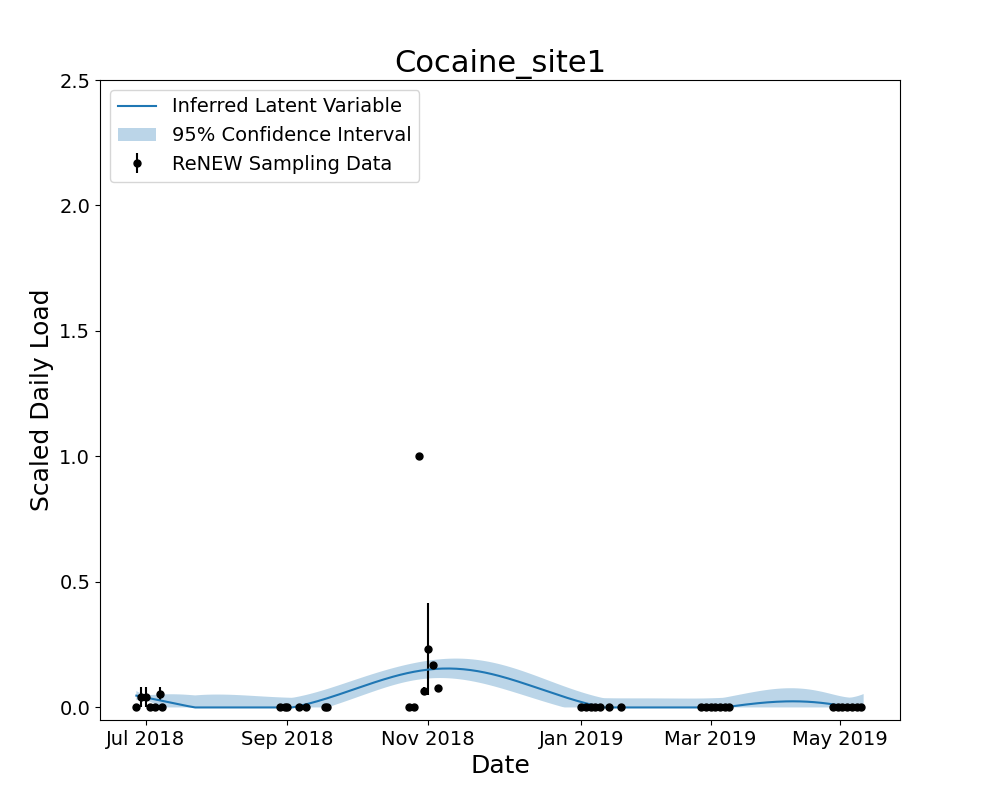 Cocaine_site1
Inferred Latent Variable
95% Confidence Interval
ReNEW Sampling Data
2.5
2.0
1.5
1.0
0.5
0.0
Scaled Daily Load
Jul 2018 Sep 2018 Nov 2018 Jan 2019 Mar 2019 May 2019
Date